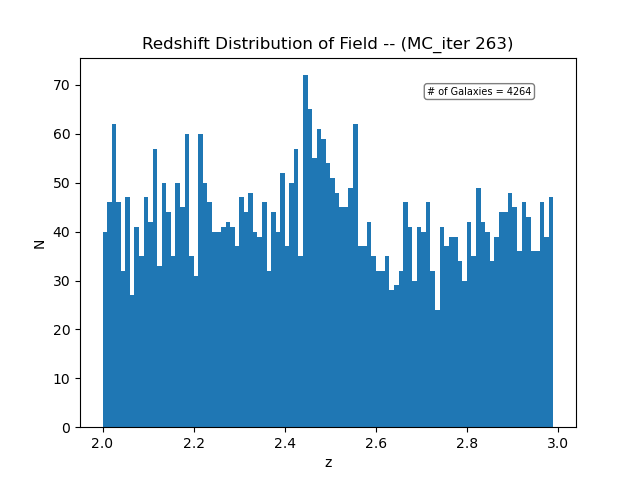 Redshift Distribution of Field -- (MC_iter 263)
# of Galaxies = 4264
70
60
50
40
30
20
10
0
N
2.0 2.2 2.4 2.6 2.8 3.0
z